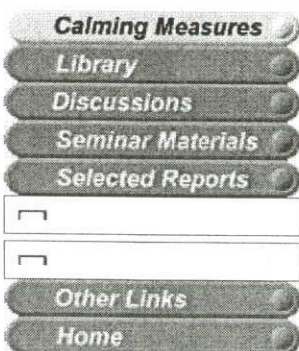 Calming Measures
Library
Discussions
Seminar Materials
Selected Reports
Other Links
Home